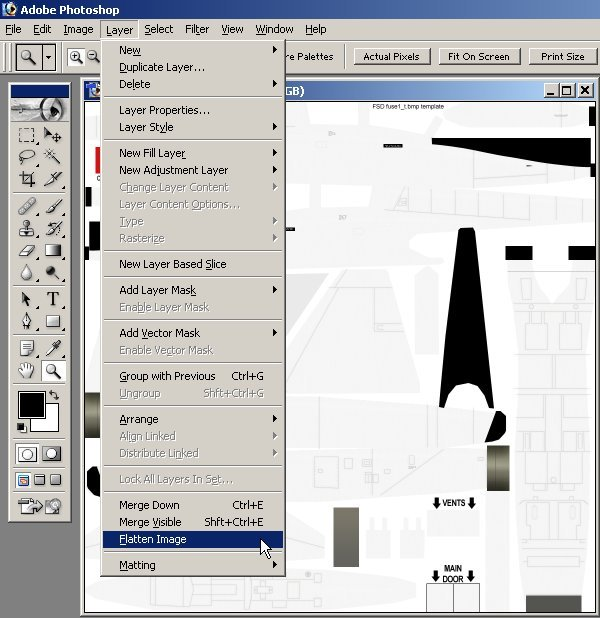 Adobe Photoshop
File Edit Image Layer Select Filter View Window Help
re Palettes Actual Pixels Fit On Screen Print Size
GB)
FSD fuse1_t.bmp template
New
Duplicate Layer...
Delete
Layer Properties...
Layer Style
New Fill Layer
New Adjustment Layer
Change Layer Content
Layer Content Options...
Type
Rasterize
New Layer Based Slice
Add Layer Mask
Enable Layer Mask
Add Vector Mask
Enable Vector Mask
Group with Previous Ctrl+G
Ungroup Shft+Ctrl+G
Arrange
Align Linked
Distribute Linked
Lock All Layers In Set...
Merge Down Ctrl+E
Merge Visible Shft+Ctrl+E
Flatten Image
Matting
VENTS
MAIN
DOOR